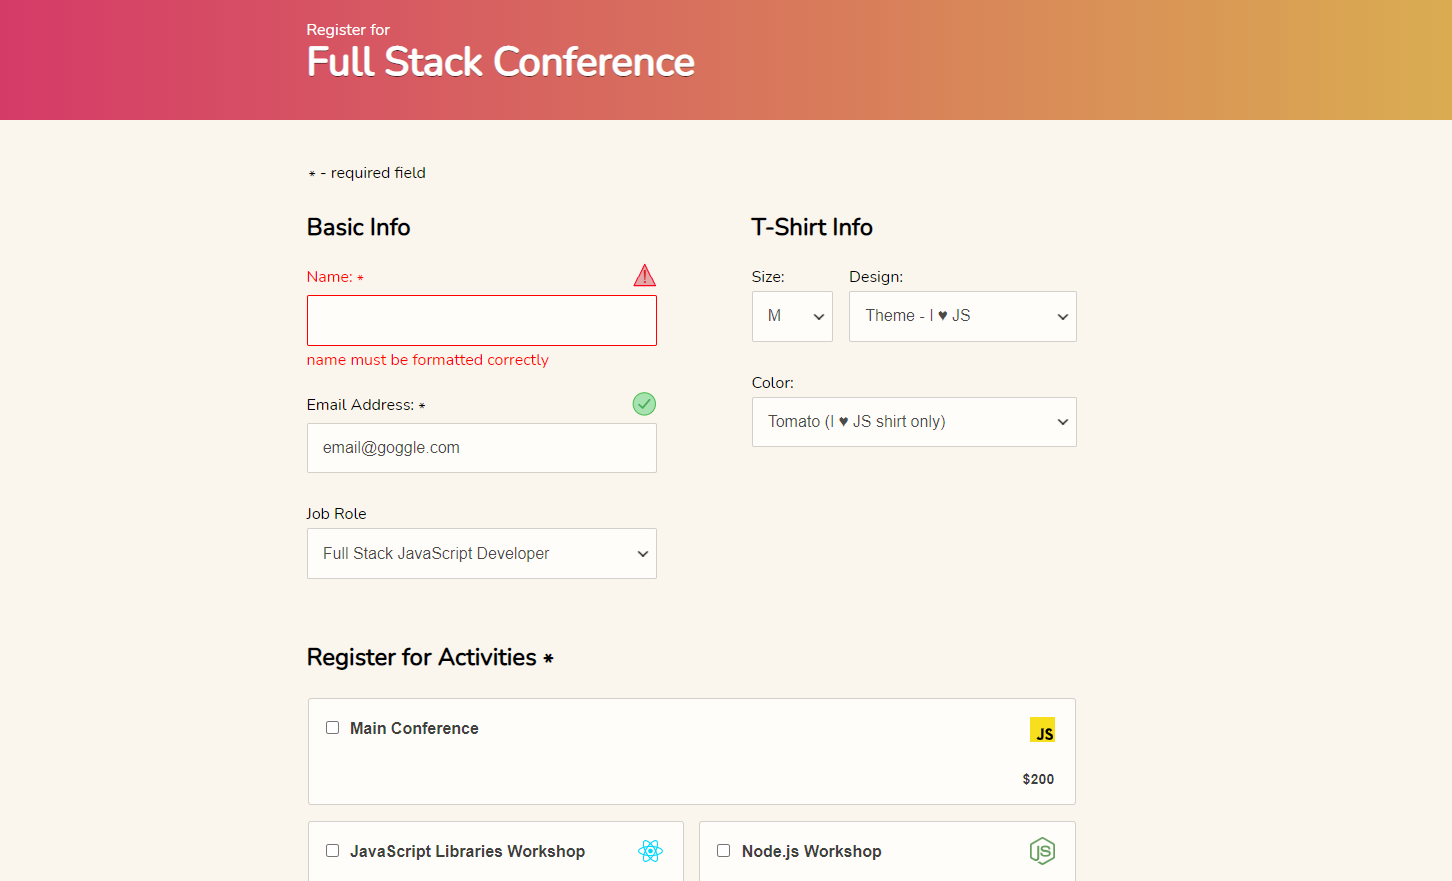 Register for
Full Stack Conference
* - required field
Basic Info
Name: *
name must be formatted correctly
Email Address: *
email@goggle.com
Job Role
Full Stack JavaScript Developer
T-Shirt Info
Size:
Design:
M
Theme - I ♥ JS
Color:
Tomato (I ♥ JS shirt only)
Register for Activities *
Main Conference
JS
$200
JavaScript Libraries Workshop
Node.js Workshop
JS